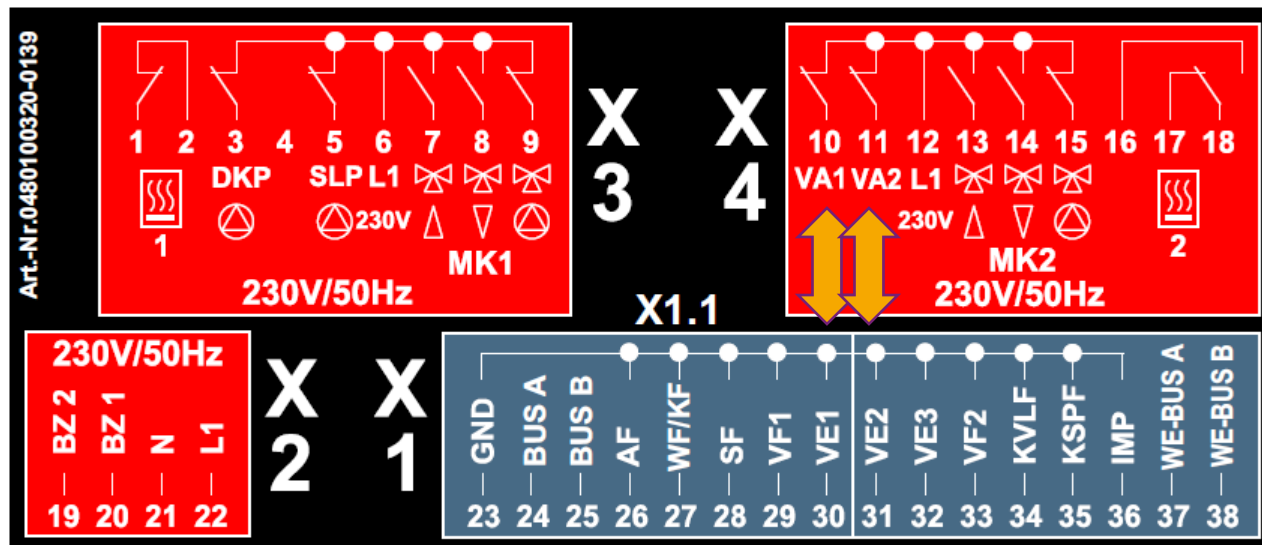 Art.-Nr.0480100320-0139
1 2 3 4 5 6 7 8 9
DKP SLP L1
230V
1
MK1
230V/50Hz
X
3
X
4
10 11 12 13 14 15 16 17 18
VA1 VA2 L1
230V
2
MK2
230V/50Hz
X1.1
230V/50Hz
BZ 2 BZ 1 N L1
19 20 21 22
X
2
X
1
GND BUS A BUS B AF WF/KF SF VF1 VE1 VE2 VE3 VF2 KVLF KSPF IMP WE-BUS A WE-BUS B
23 24 25 26 27 28 29 30 31 32 33 34 35 36 37 38